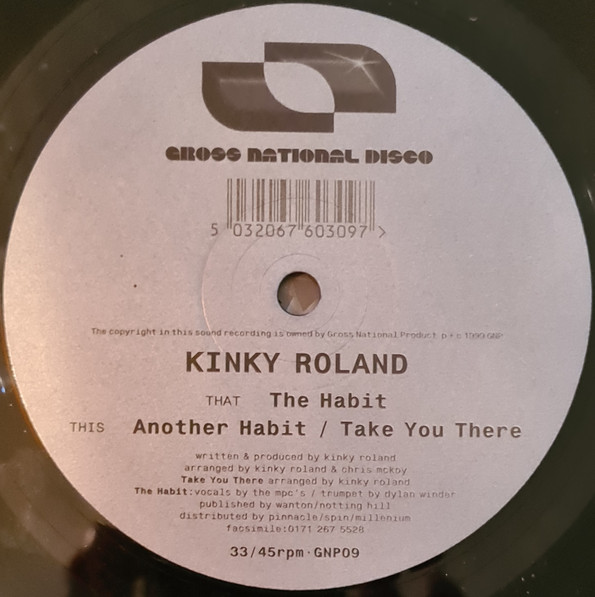 GROSS NATIONAL DISCO
5 032067 603097 >
The copyright in this sound recording is owned by Gross National Product. p + c 1999 GNP
KINKY ROLAND
THAT The Habit
THIS Another Habit / Take You There
written & produced by kinky roland
arranged by kinky roland & chris mckoy
Take You There arranged by kinky roland
The Habit: vocals by the mpc's / trumpet by dylan winder
published by wanton/notting hill
distributed by pinnacle/spin/millenium
facsimile: 0171 267 5528
33/45rpm · GNP09